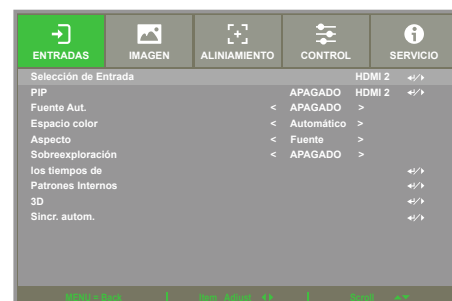 ENTRADAS IMAGEN ALINIAMIENTO CONTROL SERVICIO
Selección de Entrada HDMI 2
PIP APAGADO HDMI 2
Fuente Aut. < APAGADO >
Espacio color < Automático >
Aspecto < Fuente >
Sobreexploración < APAGADO >
los tiempos de
Patrones Internos
3D
Sincr. autom.
MENU = Back | Item Adjust | Scroll